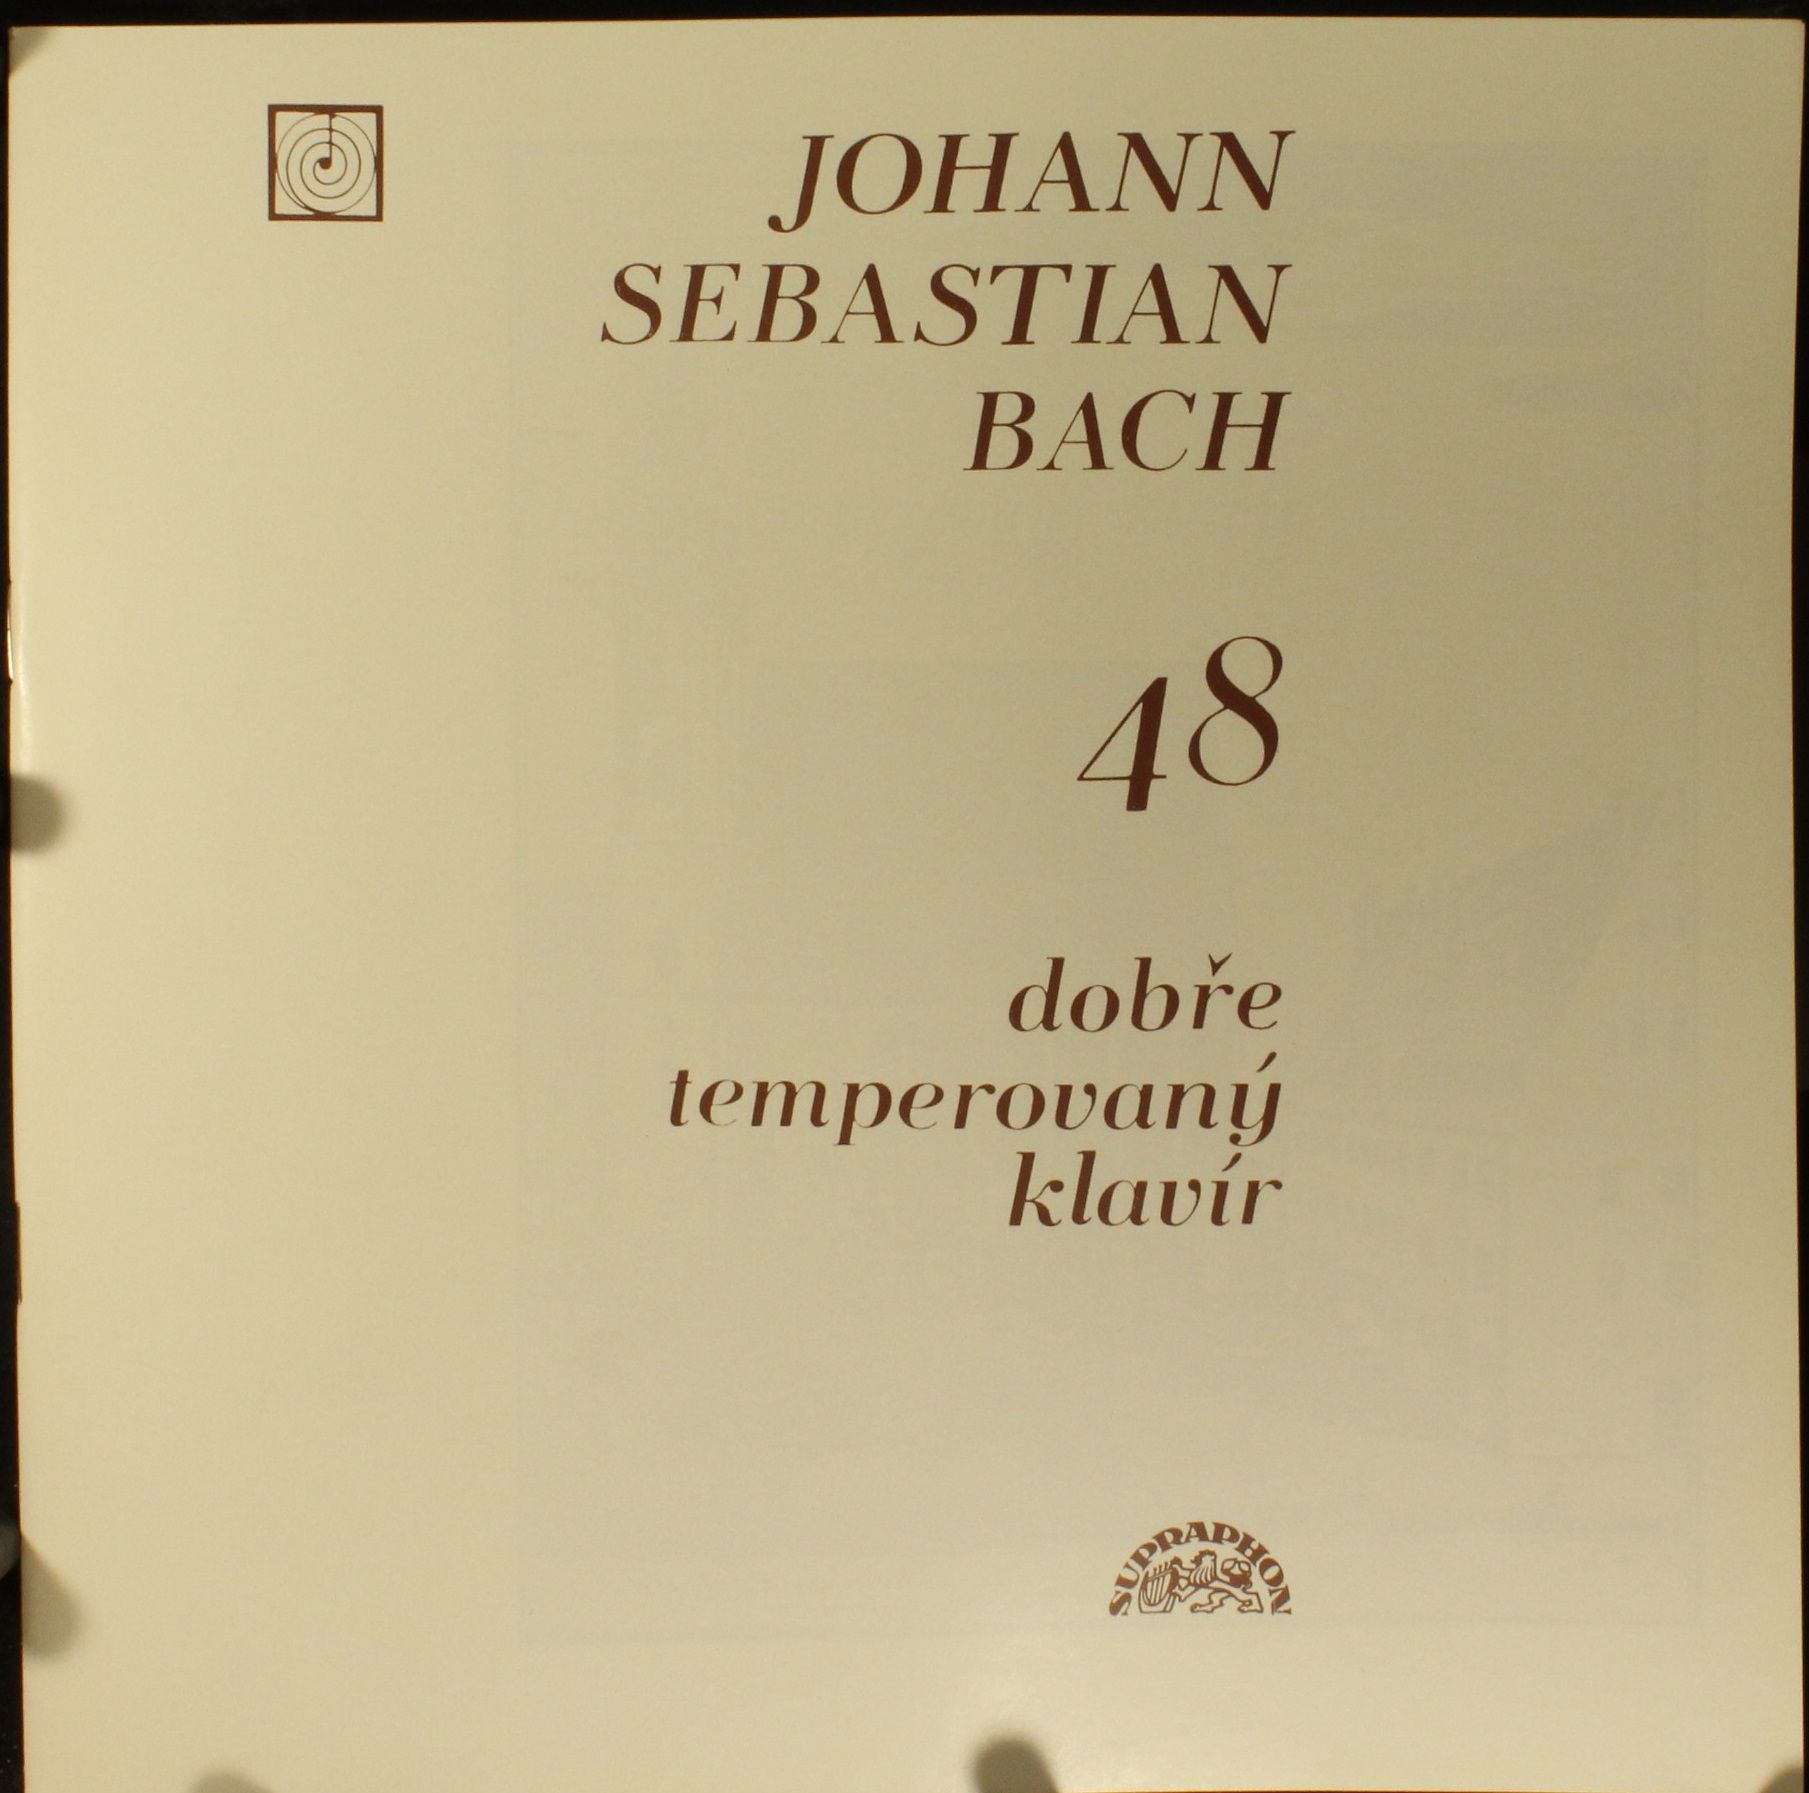 JOHANN
SEBASTIAN
BACH
48
dobře
temperovaný
klavír
SUPRAPHON